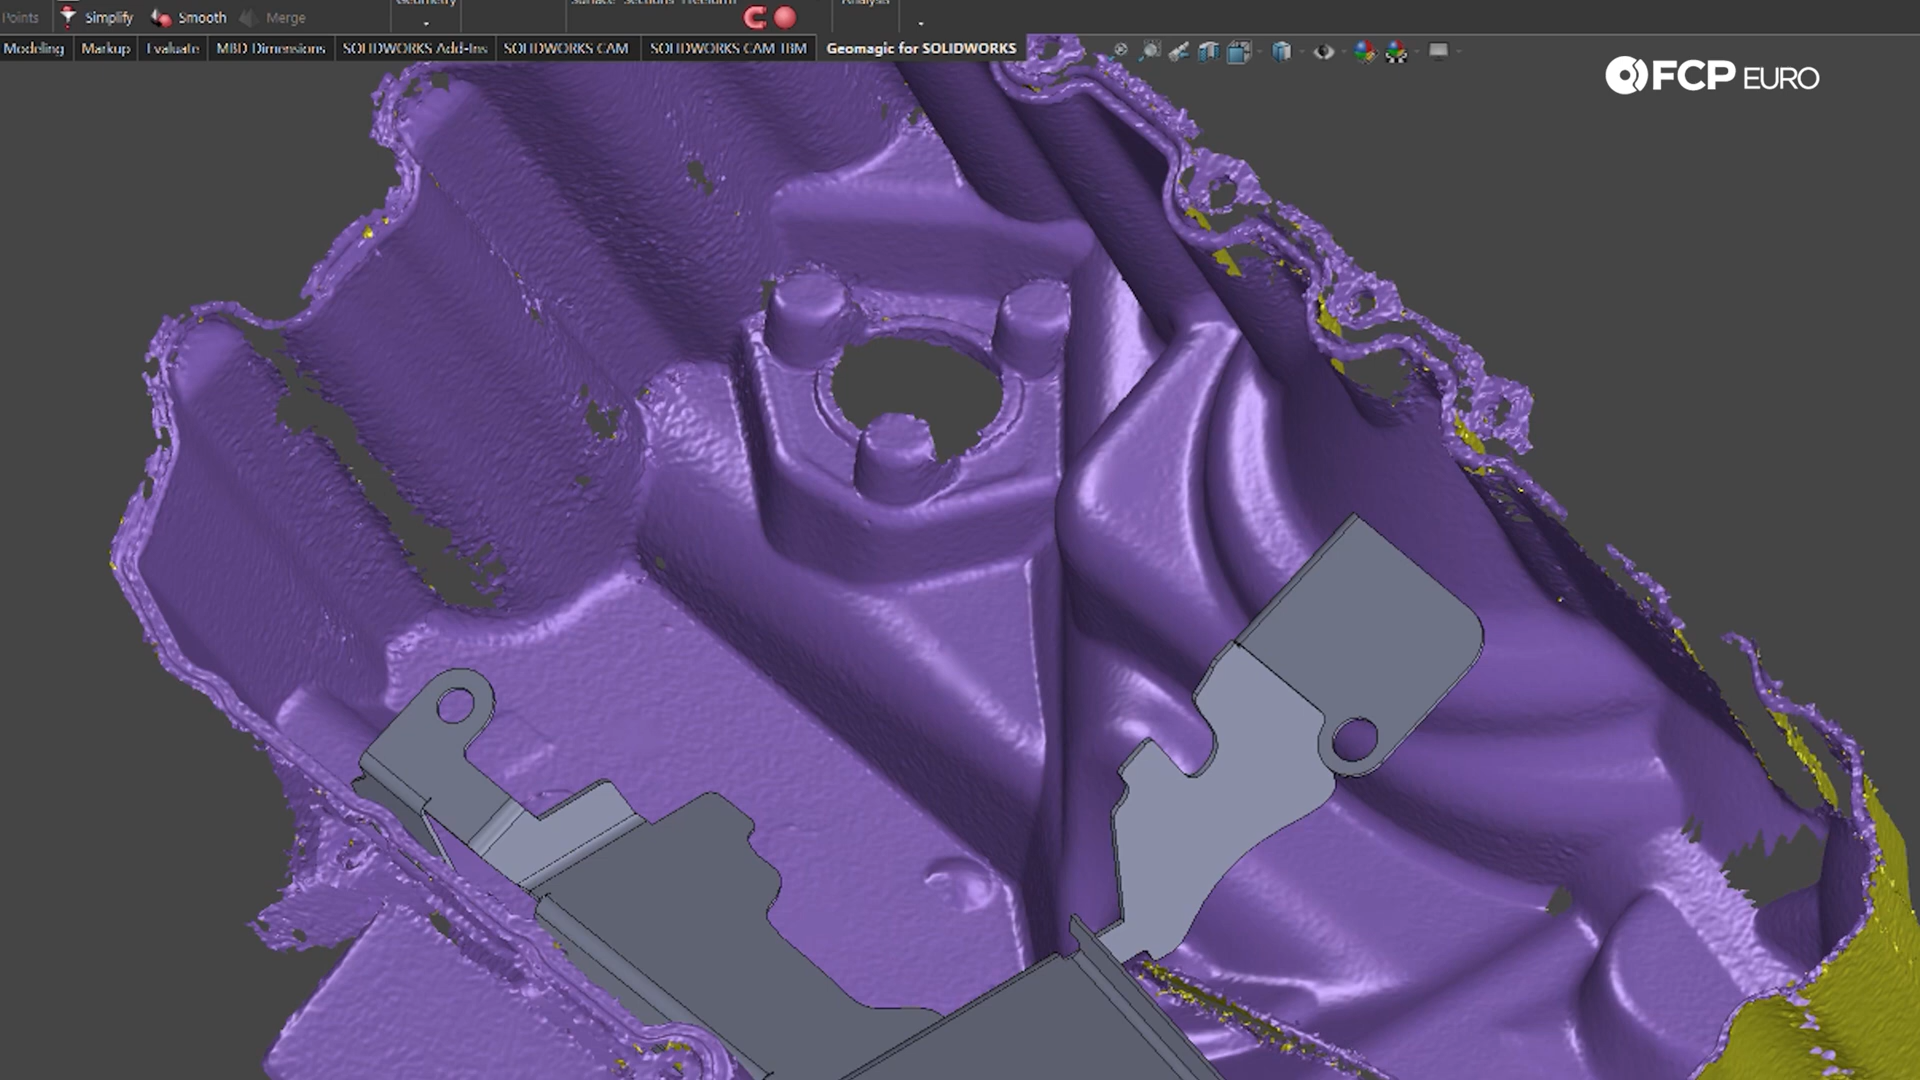 Geometry
Surface Sections Freeform
Analysis
Points
Simplify
Smooth
Merge
Modeling
Markup
Evaluate
MBD Dimensions
SOLIDWORKS Add-Ins
SOLIDWORKS CAM
SOLIDWORKS CAM TBM
Geomagic for SOLIDWORKS
FCP EURO